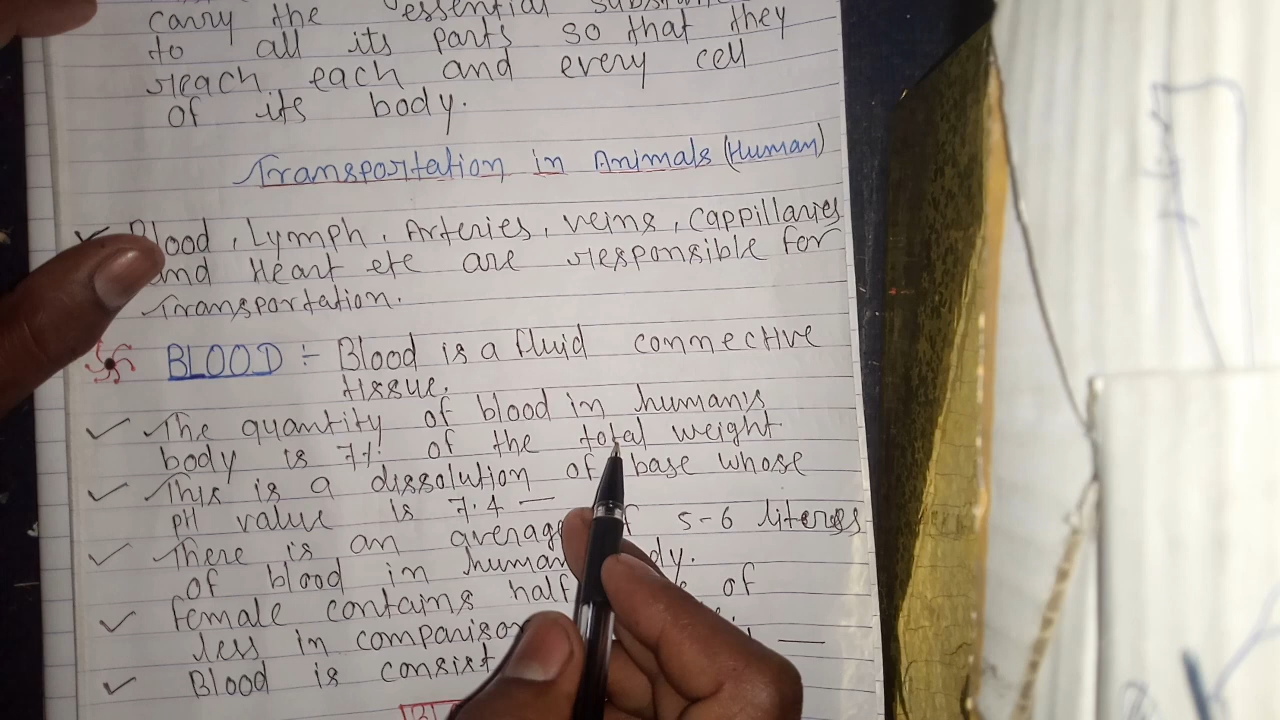 carry the essential
to all its parts so that they
reach each and every cell
of its body.
Transportation in Animals (Human)
Blood, Lymph, Arteries, veins, cappillaries
and Heart etc are responsible for
Transportation.
BLOOD :- Blood is a fluid connective
tissue.
The quantity of blood in human's
body is 7% of the total weight
This is a dissolution of base whose
pH value is 7.4 —
There is an average of 5-6 literes
of blood in human body.
female contains half of
less in comparison —
Blood is consist